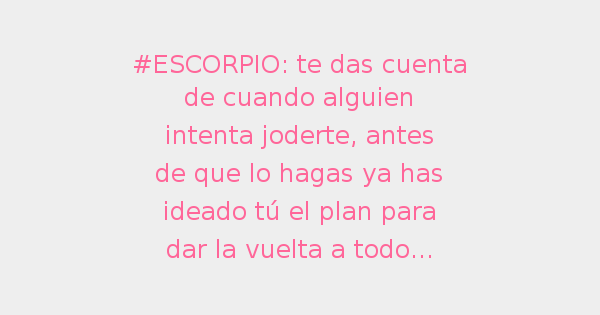 #ESCORPIO: te das cuenta
de cuando alguien
intenta joderte, antes
de que lo hagas ya has
ideado tú el plan para
dar la vuelta a todo...